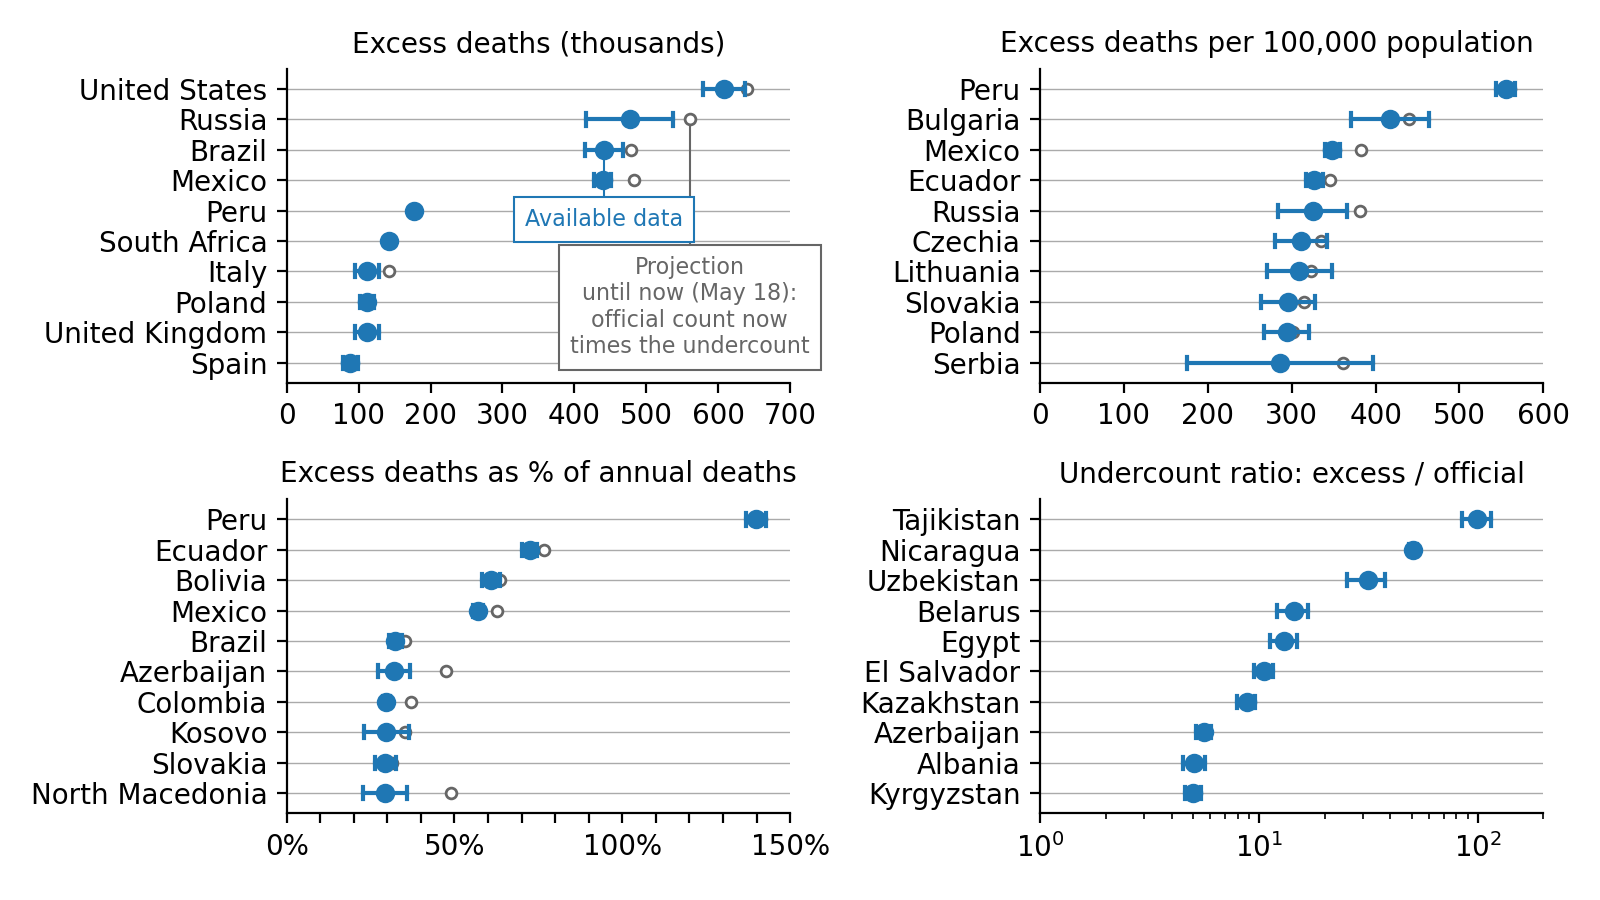 Excess deaths (thousands)
United States
Russia
Brazil
Mexico
Peru
South Africa
Italy
Poland
United Kingdom
Spain
Available data
Projection
until now (May 18):
official count now
times the undercount
0 100 200 300 400 500 600 700
Excess deaths per 100,000 population
Peru
Bulgaria
Mexico
Ecuador
Russia
Czechia
Lithuania
Slovakia
Poland
Serbia
0 100 200 300 400 500 600
Excess deaths as % of annual deaths
Peru
Ecuador
Bolivia
Mexico
Brazil
Azerbaijan
Colombia
Kosovo
Slovakia
North Macedonia
0% 50% 100% 150%
Undercount ratio: excess / official
Tajikistan
Nicaragua
Uzbekistan
Belarus
Egypt
El Salvador
Kazakhstan
Azerbaijan
Albania
Kyrgyzstan
10⁰ 10¹ 10²